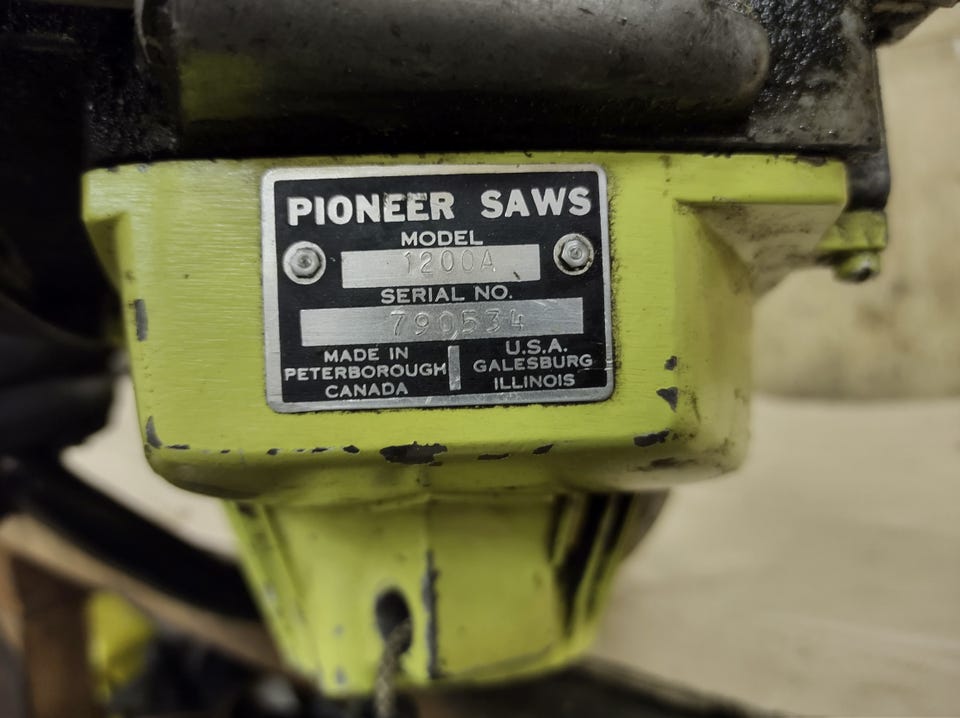 PIONEER SAWS
MODEL
1200A
SERIAL NO.
790534
MADE IN
PETERBOROUGH
CANADA
U.S.A.
GALESBURG
ILLINOIS